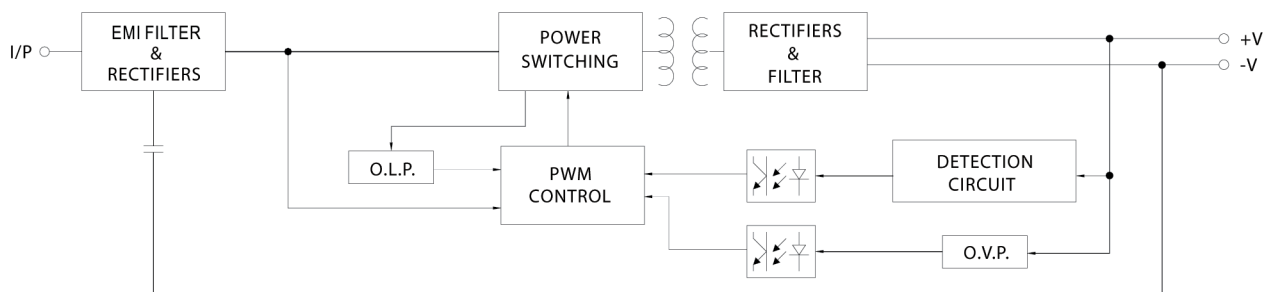 I/P
EMI FILTER
&
RECTIFIERS
POWER
SWITCHING
RECTIFIERS
&
FILTER
+V
-V
O.L.P.
PWM
CONTROL
DETECTION
CIRCUIT
O.V.P.